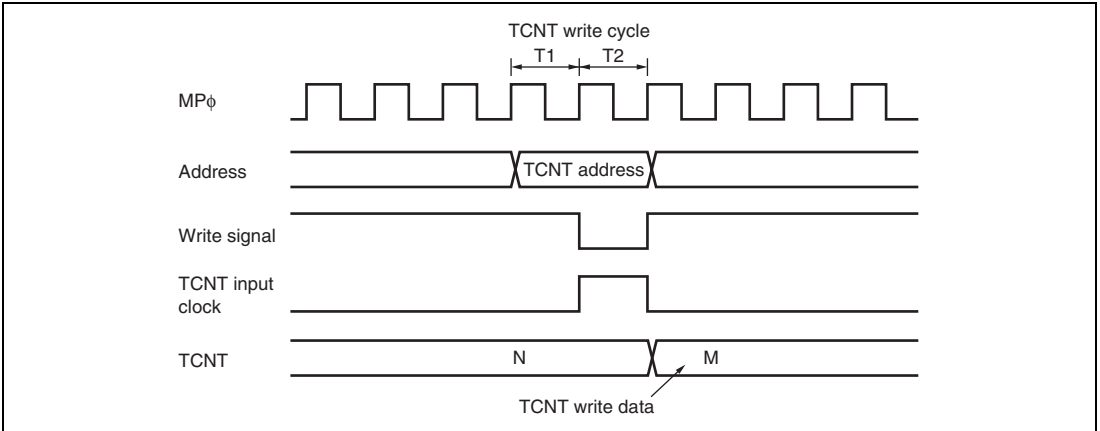 TCNT write cycle
T1 T2
MPϕ
Address
TCNT address
Write signal
TCNT input
clock
TCNT
N
M
TCNT write data